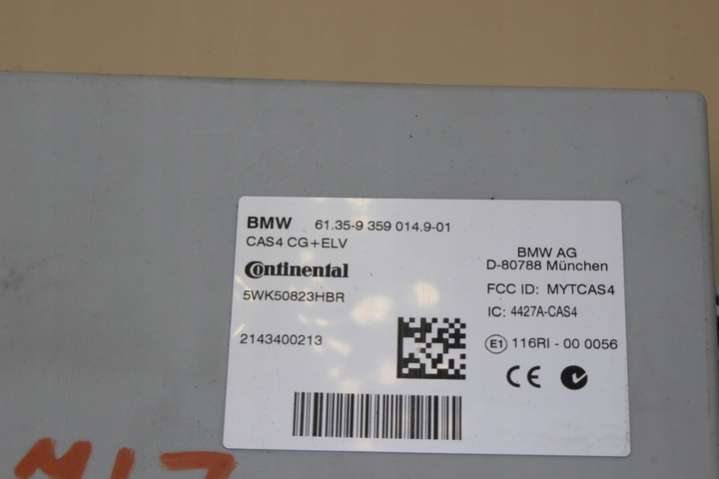 BMW 61.35-9 359 014.9-01
CAS4 CG+ELV
Continental
5WK50823HBR
2143400213
BMW AG
D-80788 München
FCC ID: MYTCAS4
IC: 4427A-CAS4
E1 116RI - 00 0056
CE